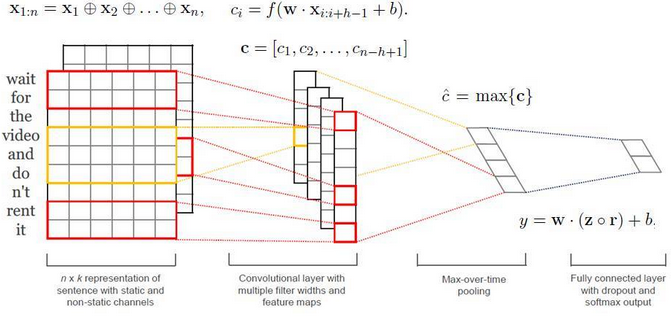 x₁:ₙ = x₁ ⊕ x₂ ⊕ … ⊕ xₙ,
cᵢ = f(w · xᵢ:ᵢ₊ₕ₋₁ + b).
c = [c₁, c₂, …, cₙ₋ₕ₊₁]
wait
for
the
video
and
do
n't
rent
it
ĉ = max{c}
y = w · (z ∘ r) + b.
n x k representation of
sentence with static and
non-static channels
Convolutional layer with
multiple filter widths and
feature maps
Max-over-time
pooling
Fully connected layer
with dropout and
softmax output